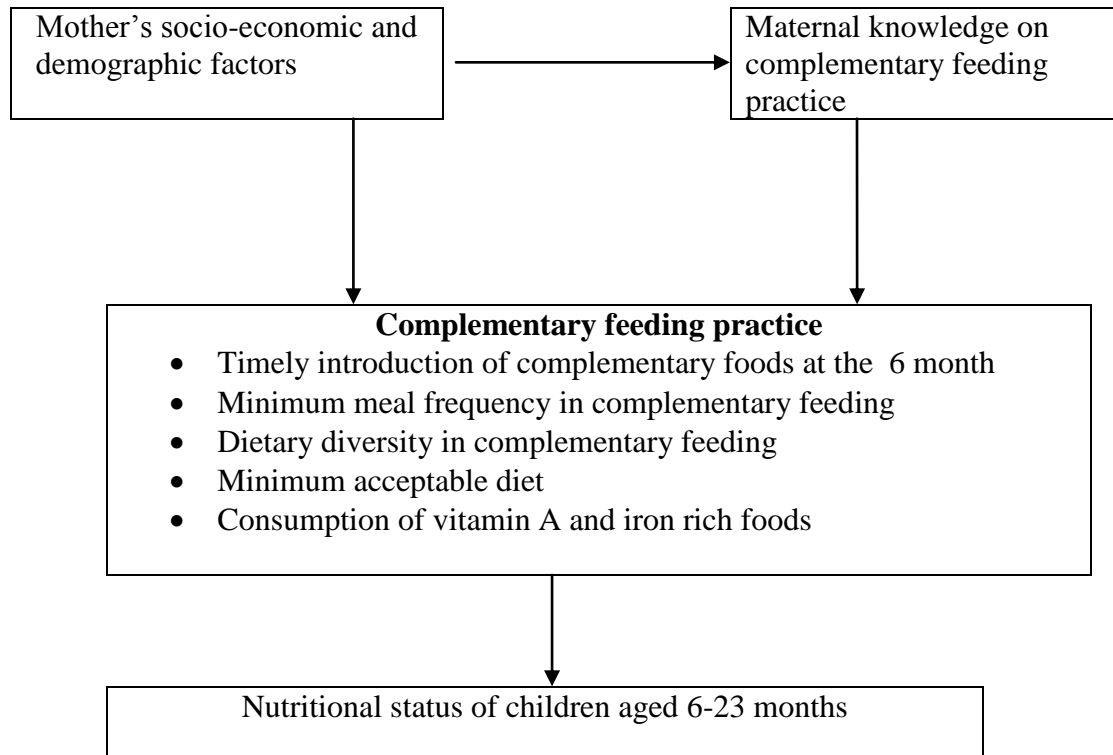 Mother’s socio-economic and
demographic factors
Maternal knowledge on
complementary feeding
practice
Complementary feeding practice
• Timely introduction of complementary foods at the 6 month
• Minimum meal frequency in complementary feeding
• Dietary diversity in complementary feeding
• Minimum acceptable diet
• Consumption of vitamin A and iron rich foods
Nutritional status of children aged 6-23 months